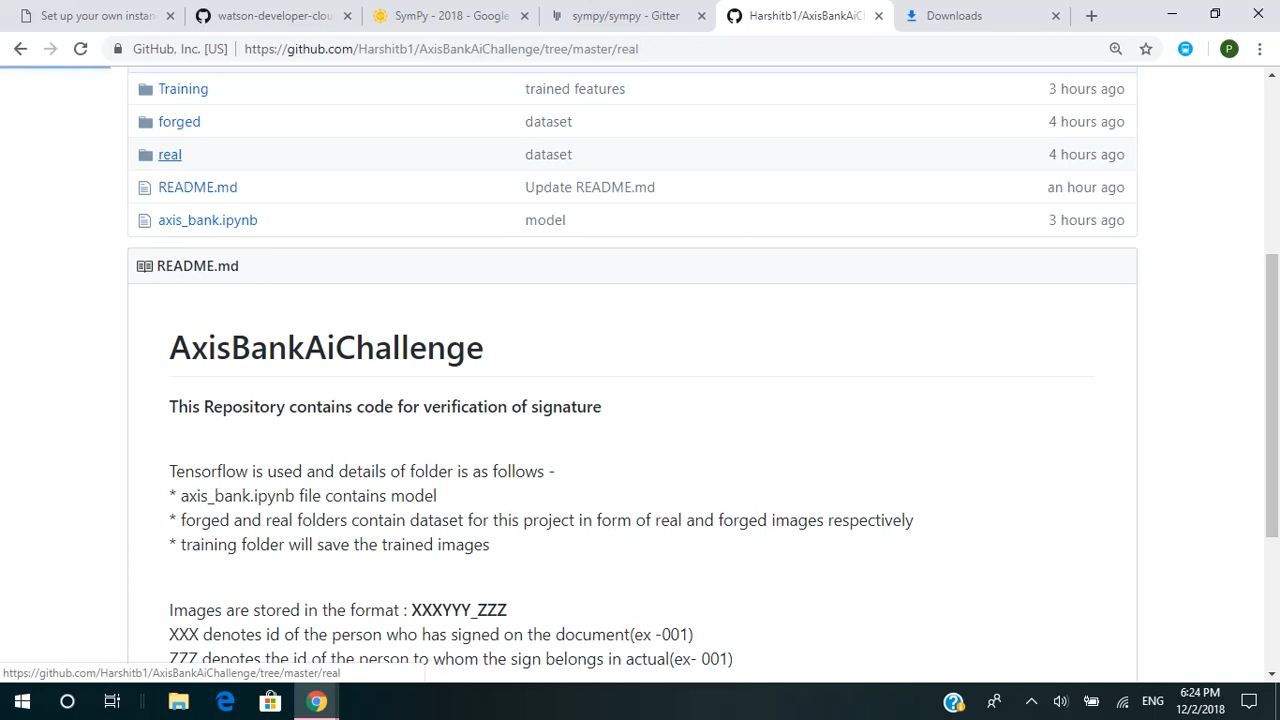 Set up your own instan
watson-developer-clou
SymPy - 2018 - Google
sympy/sympy - Gitter
Harshitb1/AxisBankAiCl
Downloads
GitHub, Inc. [US] | https://github.com/Harshitb1/AxisBankAiChallenge/tree/master/real
P
Training trained features 3 hours ago
forged dataset 4 hours ago
real dataset 4 hours ago
README.md Update README.md an hour ago
axis_bank.ipynb model 3 hours ago
README.md
AxisBankAiChallenge
This Repository contains code for verification of signature
Tensorflow is used and details of folder is as follows -
* axis_bank.ipynb file contains model
* forged and real folders contain dataset for this project in form of real and forged images respectively
* training folder will save the trained images
Images are stored in the format : XXXYYY_ZZZ
XXX denotes id of the person who has signed on the document(ex -001)
ZZZ denotes the id of the person to whom the sign belongs in actual(ex- 001)
https://github.com/Harshitb1/AxisBankAiChallenge/tree/master/real
ENG
6:24 PM
12/2/2018